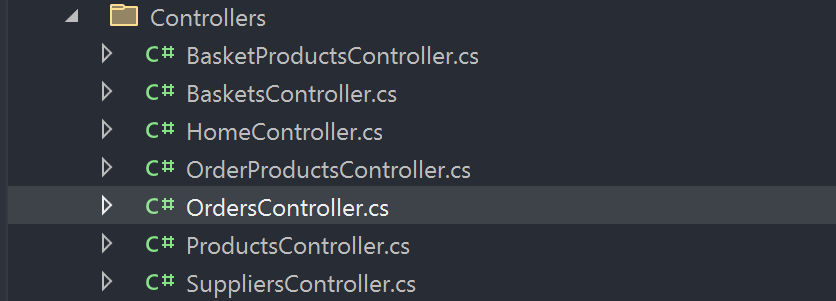 Controllers
C# BasketProductsController.cs
C# BasketsController.cs
C# HomeController.cs
C# OrderProductsController.cs
C# OrdersController.cs
C# ProductsController.cs
C# SuppliersController.cs